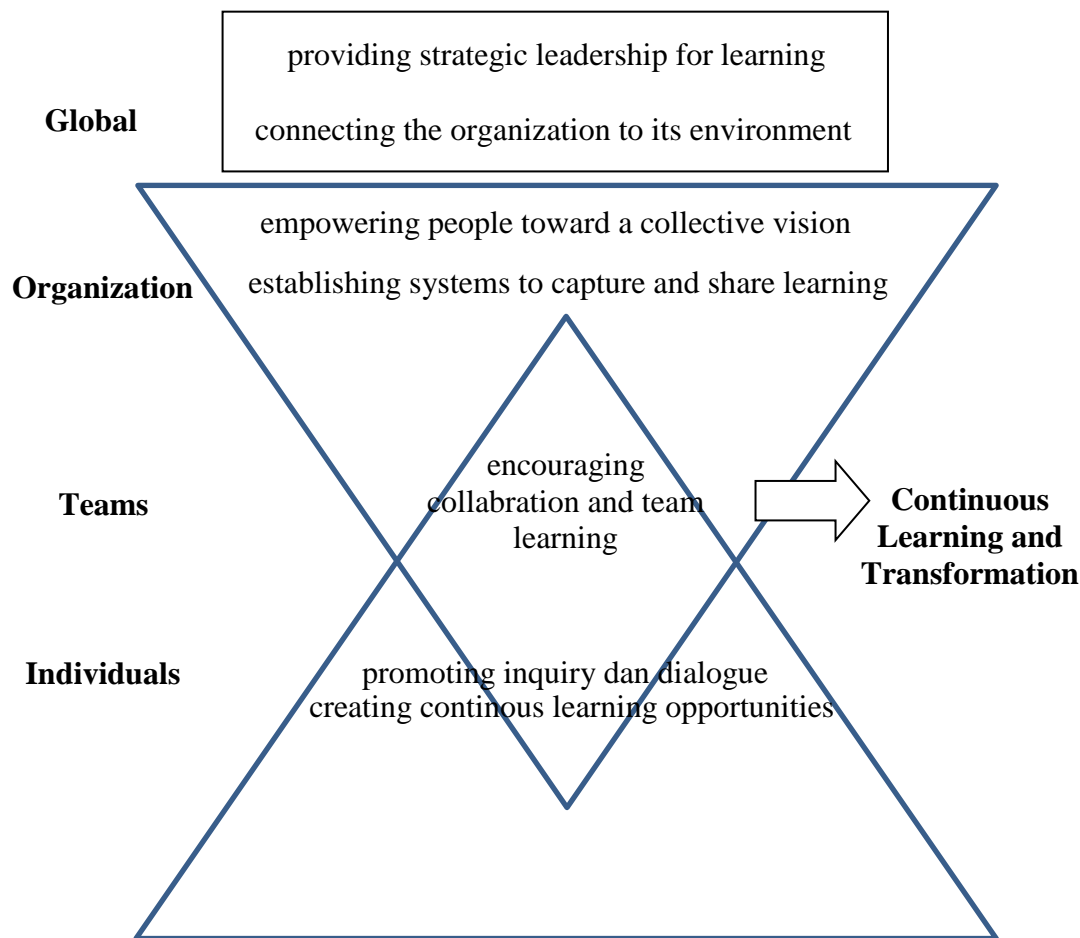 providing strategic leadership for learning
Global
connecting the organization to its environment
empowering people toward a collective vision
Organization
establishing systems to capture and share learning
encouraging
collabration and team
learning
Teams
Continuous
Learning and
Transformation
Individuals
promoting inquiry dan dialogue
creating continous learning opportunities